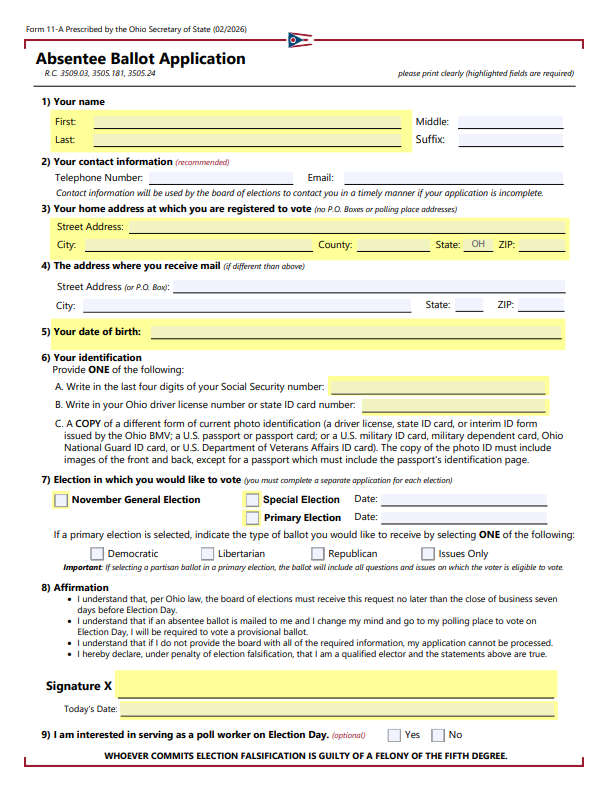 Form 11-A Prescribed by the Ohio Secretary of State (02/2026)
Absentee Ballot Application
R.C. 3509.03, 3505.181, 3505.24
please print clearly (highlighted fields are required)
1) Your name
First:
Middle:
Last:
Suffix:
2) Your contact information (recommended)
Telephone Number:
Email:
Contact information will be used by the board of elections to contact you in a timely manner if your application is incomplete.
3) Your home address at which you are registered to vote (no P.O. Boxes or polling place addresses)
Street Address:
City:
County:
State: OH
ZIP:
4) The address where you receive mail (if different than above)
Street Address (or P.O. Box):
City:
State:
ZIP:
5) Your date of birth:
6) Your identification
Provide ONE of the following:
A. Write in the last four digits of your Social Security number:
B. Write in your Ohio driver license number or state ID card number:
C. A COPY of a different form of current photo identification (a driver license, state ID card, or interim ID form
issued by the Ohio BMV; a U.S. passport or passport card; or a U.S. military ID card, military dependent card, Ohio
National Guard ID card, or U.S. Department of Veterans Affairs ID card). The copy of the photo ID must include
images of the front and back, except for a passport which must include the passport's identification page.
7) Election in which you would like to vote (you must complete a separate application for each election)
November General Election
Special Election
Date:
Primary Election
Date:
If a primary election is selected, indicate the type of ballot you would like to receive by selecting ONE of the following:
Democratic
Libertarian
Republican
Issues Only
Important: If selecting a partisan ballot in a primary election, the ballot will include all questions and issues on which the voter is eligible to vote.
8) Affirmation
• I understand that, per Ohio law, the board of elections must receive this request no later than the close of business seven
days before Election Day.
• I understand that if an absentee ballot is mailed to me and I change my mind and go to my polling place to vote on
Election Day, I will be required to vote a provisional ballot.
• I understand that if I do not provide the board with all of the required information, my application cannot be processed.
• I hereby declare, under penalty of election falsification, that I am a qualified elector and the statements above are true.
Signature X
Today's Date:
9) I am interested in serving as a poll worker on Election Day. (optional)
Yes
No
WHOEVER COMMITS ELECTION FALSIFICATION IS GUILTY OF A FELONY OF THE FIFTH DEGREE.